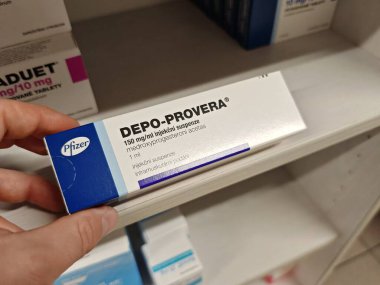 ADUET
mg/10 mg
OVANÉ TABLETY
Pfizer
DEPO-PROVERA®
150 mg/ml injekční suspenze
medroxyprogesteroni acetas
1 ml
injekční suspenze
intramuskulární podání